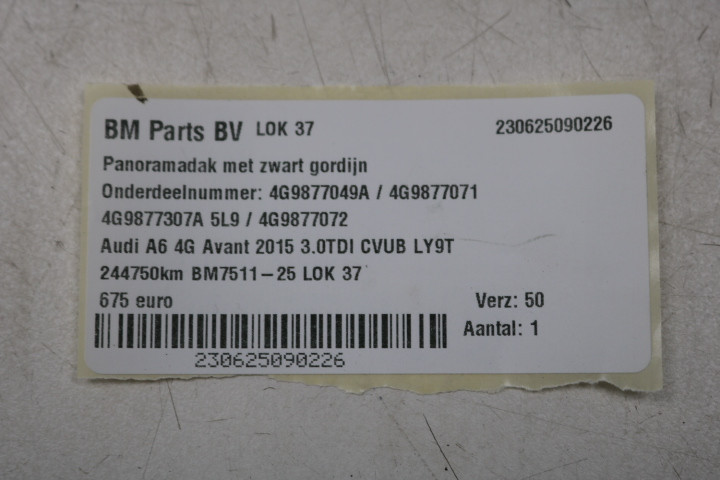 BM Parts BV LOK 37 230625090226
Panoramadak met zwart gordijn
Onderdeelnummer: 4G9877049A / 4G9877071
4G9877307A 5L9 / 4G9877072
Audi A6 4G Avant 2015 3.0TDI CVUB LY9T
244750km BM7511-25 LOK 37
675 euro Verz: 50
Aantal: 1
230625090226